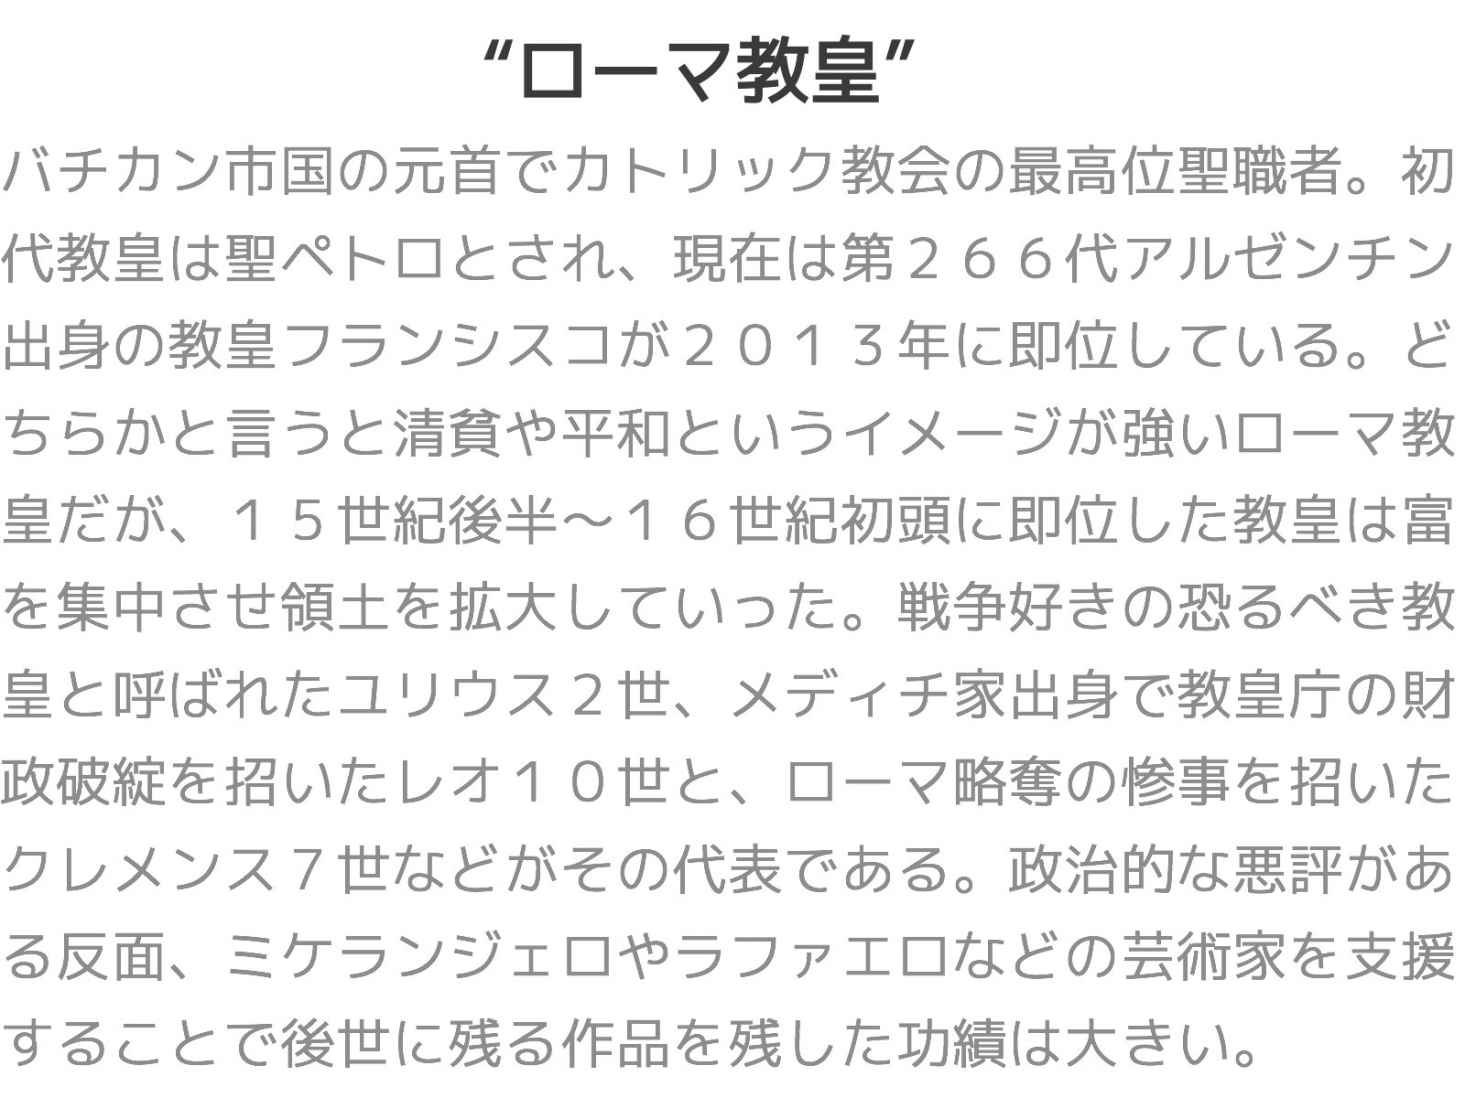 “ローマ教皇”
バチカン市国の元首でカトリック教会の最高位聖職者。初
代教皇は聖ペトロとされ、現在は第２６６代アルゼンチン
出身の教皇フランシスコが２０１３年に即位している。ど
ちらかと言うと清貧や平和というイメージが強いローマ教
皇だが、１５世紀後半～１６世紀初頭に即位した教皇は富
を集中させ領土を拡大していった。戦争好きの恐るべき教
皇と呼ばれたユリウス２世、メディチ家出身で教皇庁の財
政破綻を招いたレオ１０世と、ローマ略奪の惨事を招いた
クレメンス７世などがその代表である。政治的な悪評があ
る反面、ミケランジェロやラファエロなどの芸術家を支援
することで後世に残る作品を残した功績は大きい。